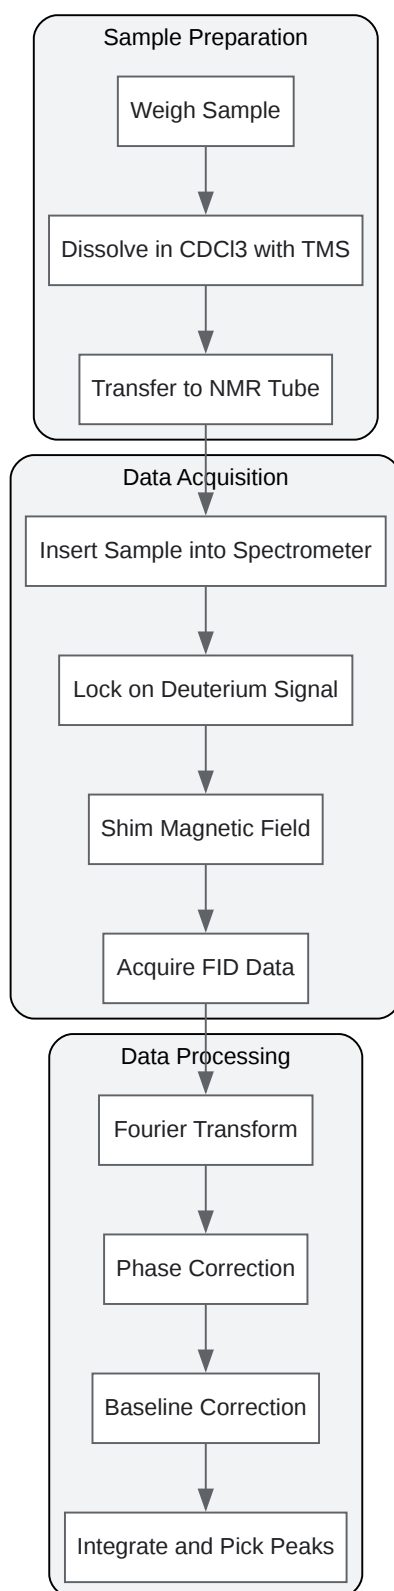 Sample Preparation
Weigh Sample
Dissolve in CDCl3 with TMS
Transfer to NMR Tube
Data Acquisition
Insert Sample into Spectrometer
Lock on Deuterium Signal
Shim Magnetic Field
Acquire FID Data
Data Processing
Fourier Transform
Phase Correction
Baseline Correction
Integrate and Pick Peaks